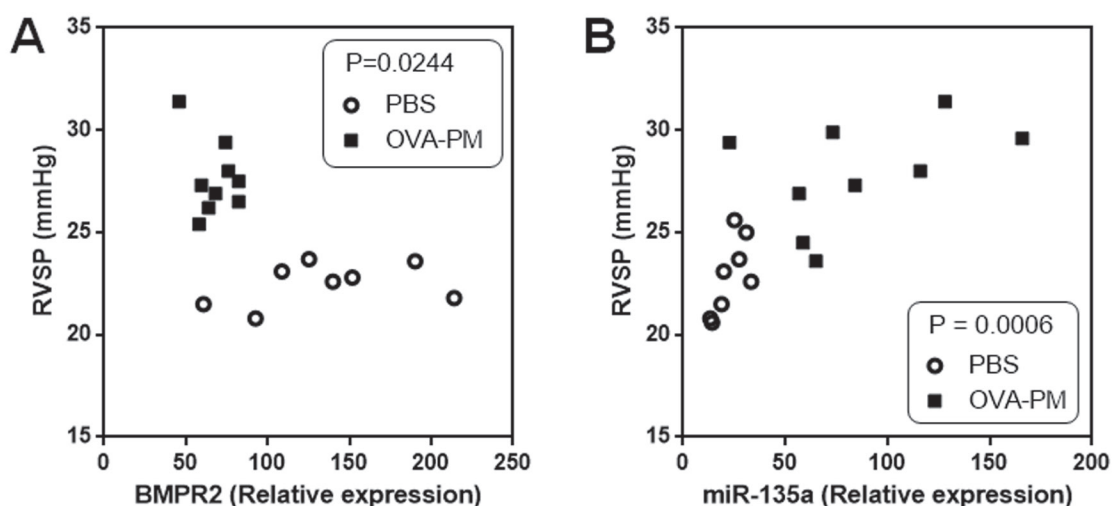 A
35
30
25
20
15
RVSP (mmHg)
P=0.0244
PBS
OVA-PM
0 50 100 150 200 250
BMPR2 (Relative expression)
B
35
30
25
20
15
RVSP (mmHg)
P = 0.0006
PBS
OVA-PM
0 50 100 150 200
miR-135a (Relative expression)